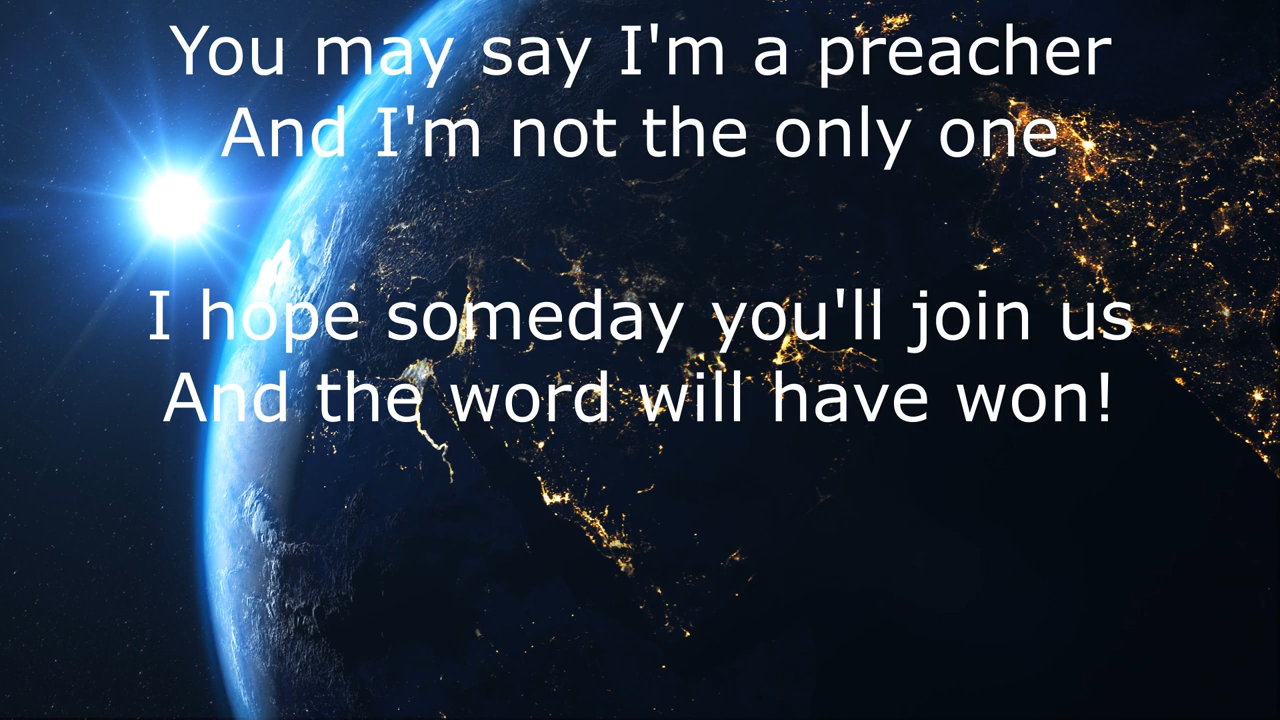 You may say I'm a preacher
And I'm not the only one
I hope someday you'll join us
And the word will have won!